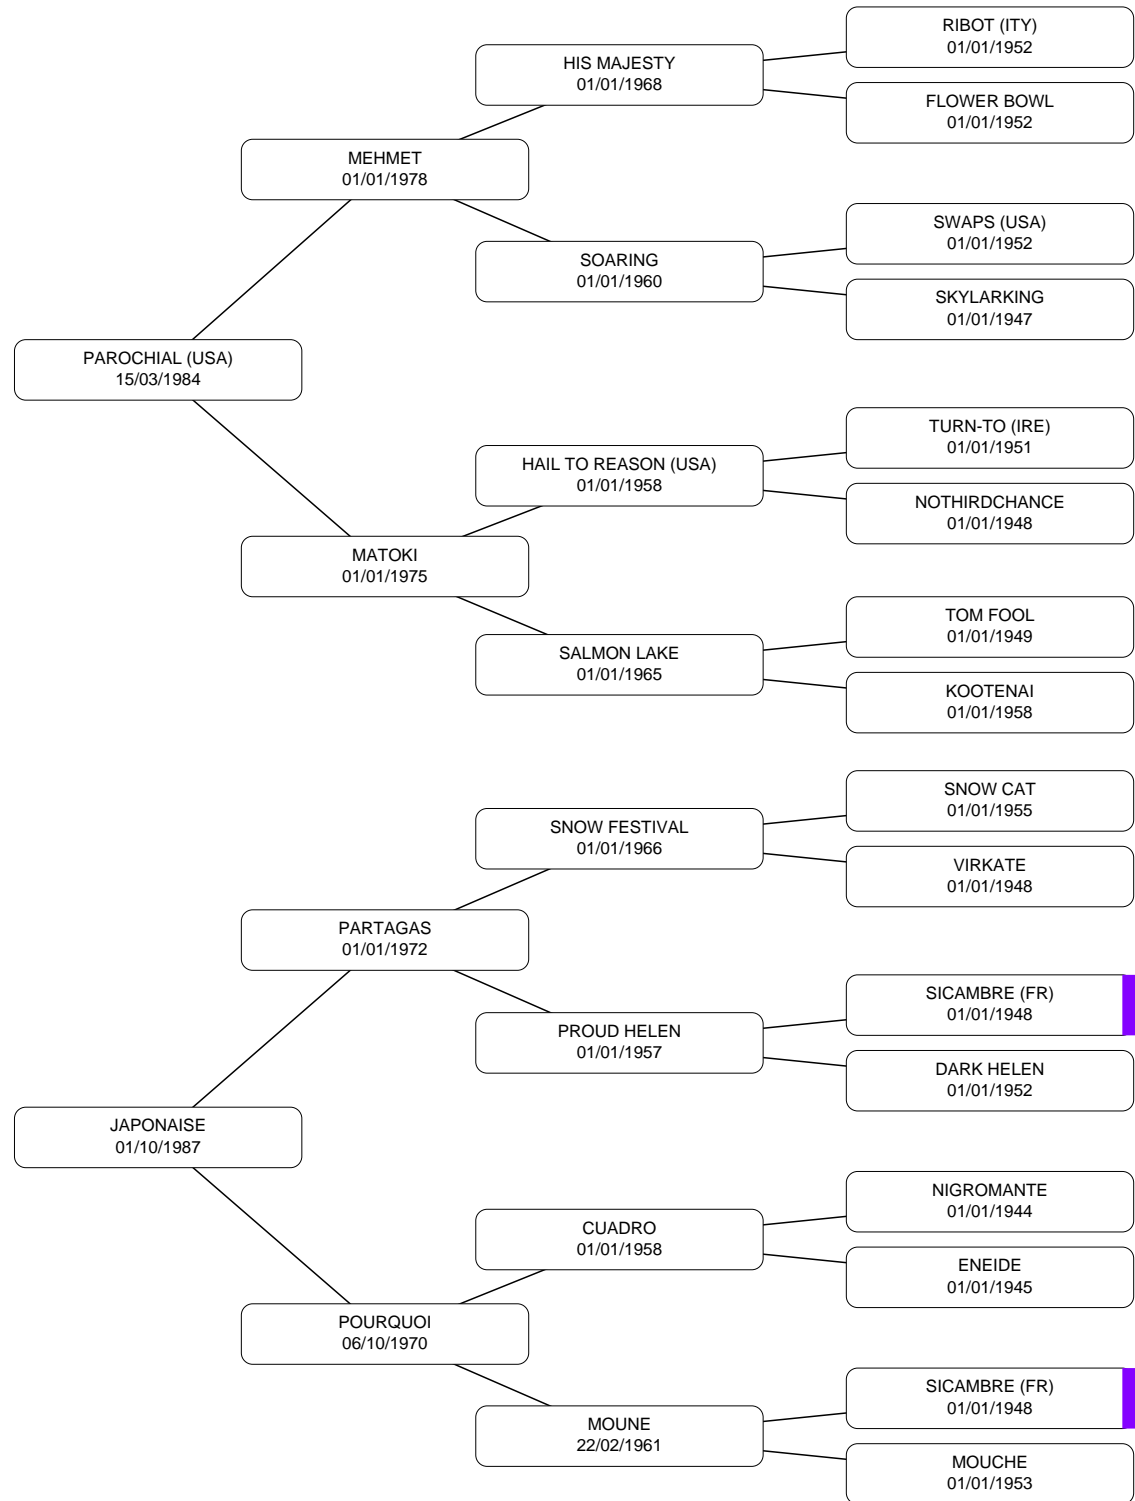 RIBOT (ITY)
01/01/1952
HIS MAJESTY
01/01/1968
FLOWER BOWL
01/01/1952
MEHMET
01/01/1978
SWAPS (USA)
01/01/1952
SOARING
01/01/1960
SKYLARKING
01/01/1947
PAROCHIAL (USA)
15/03/1984
TURN-TO (IRE)
01/01/1951
HAIL TO REASON (USA)
01/01/1958
NOTHIRDCHANCE
01/01/1948
MATOKI
01/01/1975
TOM FOOL
01/01/1949
SALMON LAKE
01/01/1965
KOOTENAI
01/01/1958
SNOW CAT
01/01/1955
SNOW FESTIVAL
01/01/1966
VIRKATE
01/01/1948
PARTAGAS
01/01/1972
SICAMBRE (FR)
01/01/1948
PROUD HELEN
01/01/1957
DARK HELEN
01/01/1952
JAPONAISE
01/10/1987
NIGROMANTE
01/01/1944
CUADRO
01/01/1958
ENEIDE
01/01/1945
POURQUOI
06/10/1970
SICAMBRE (FR)
01/01/1948
MOUNE
22/02/1961
MOUCHE
01/01/1953